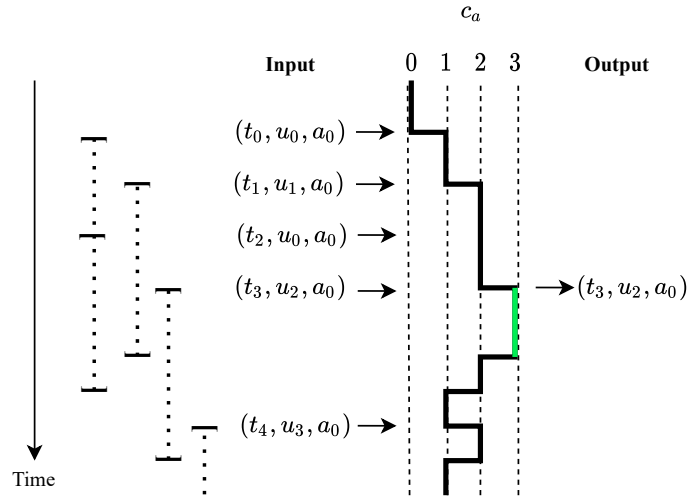 c_a
Input 0 1 2 3 Output
(t_0, u_0, a_0)
(t_1, u_1, a_0)
(t_2, u_0, a_0)
(t_3, u_2, a_0) (t_3, u_2, a_0)
(t_4, u_3, a_0)
Time